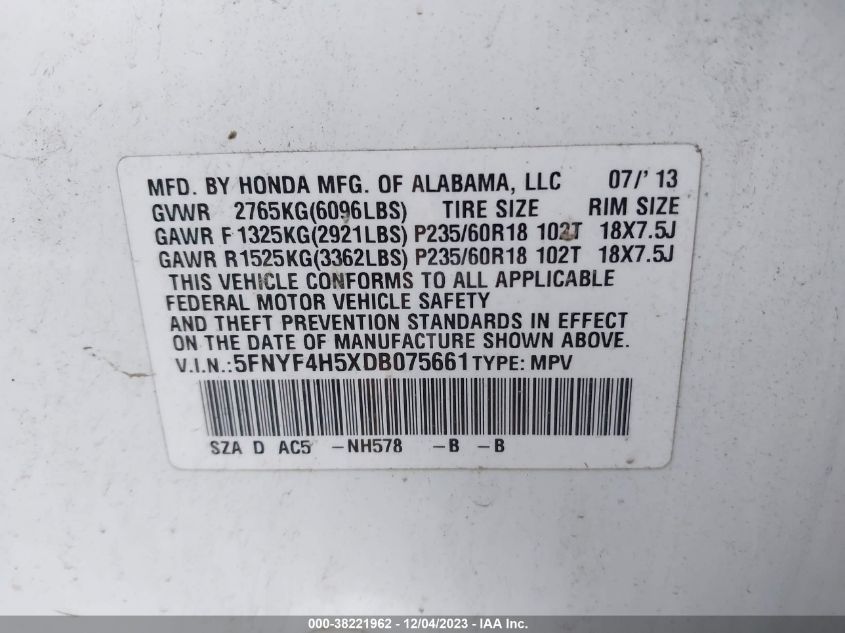 MFD. BY HONDA MFG. OF ALABAMA, LLC 07/' 13
GVWR 2765KG(6096LBS) TIRE SIZE RIM SIZE
GAWR F 1325KG(2921LBS) P235/60R18 102T 18X7.5J
GAWR R1525KG(3362LBS) P235/60R18 102T 18X7.5J
THIS VEHICLE CONFORMS TO ALL APPLICABLE
FEDERAL MOTOR VEHICLE SAFETY
AND THEFT PREVENTION STANDARDS IN EFFECT
ON THE DATE OF MANUFACTURE SHOWN ABOVE.
V.I.N.:5FNYF4H5XDB075661 TYPE: MPV
SZA D AC5 -NH578 -B -B
000-38221962 - 12/04/2023 - IAA Inc.